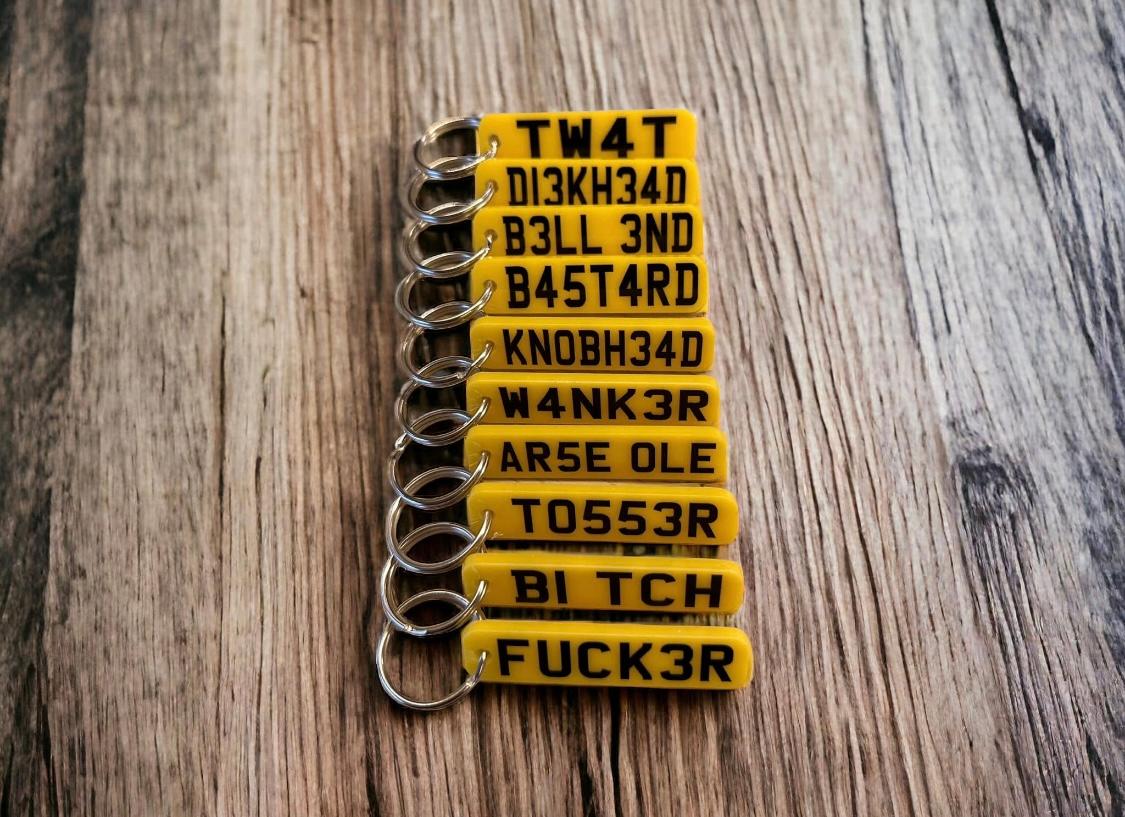 TW4T
DI3KH34D
B3LL 3ND
B45T4RD
KNOBH34D
W4NK3R
AR5E OLE
TO553R
BI TCH
FUCK3R